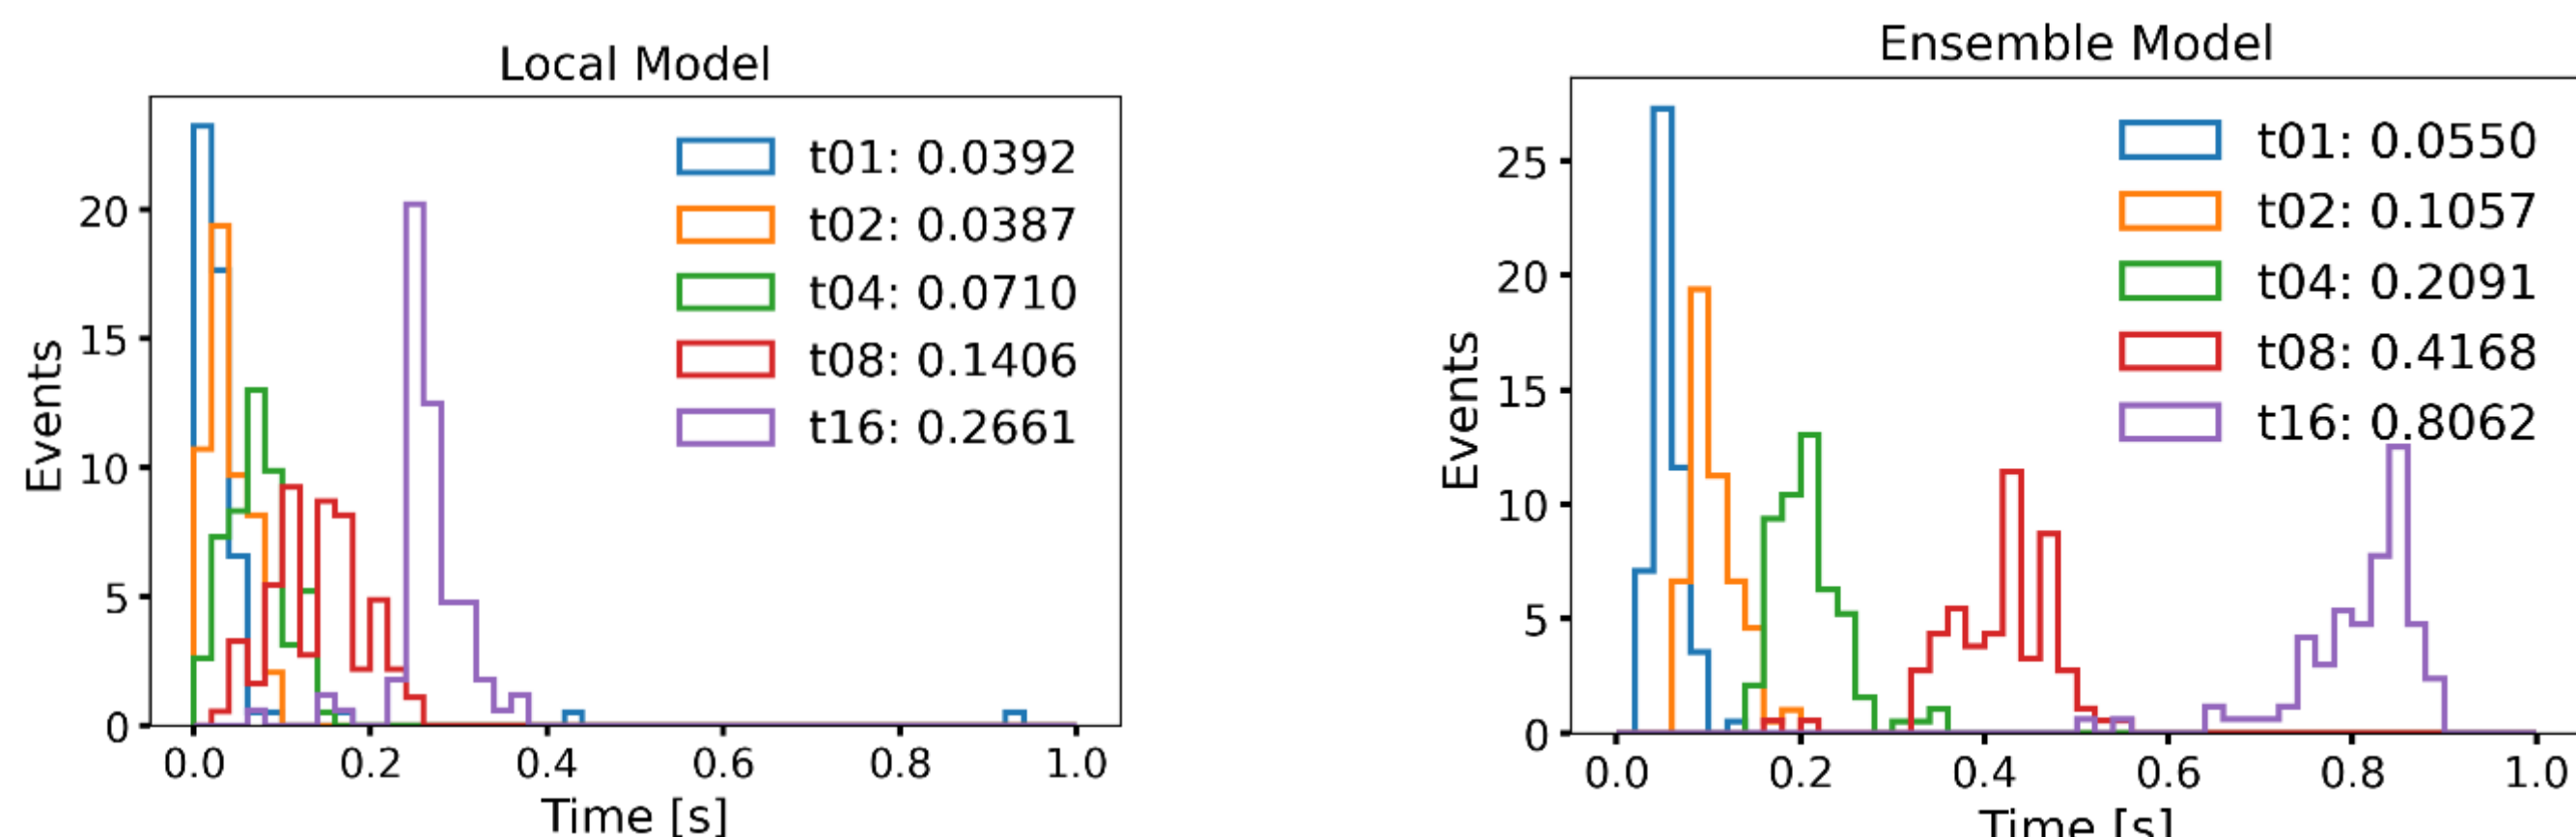 Local Model
Events
20
15
10
5
0
t01: 0.0392
t02: 0.0387
t04: 0.0710
t08: 0.1406
t16: 0.2661
0.0 0.2 0.4 0.6 0.8 1.0
Time [s]
Ensemble Model
Events
25
20
15
10
5
0
t01: 0.0550
t02: 0.1057
t04: 0.2091
t08: 0.4168
t16: 0.8062
0.0 0.2 0.4 0.6 0.8 1.0
Time [s]